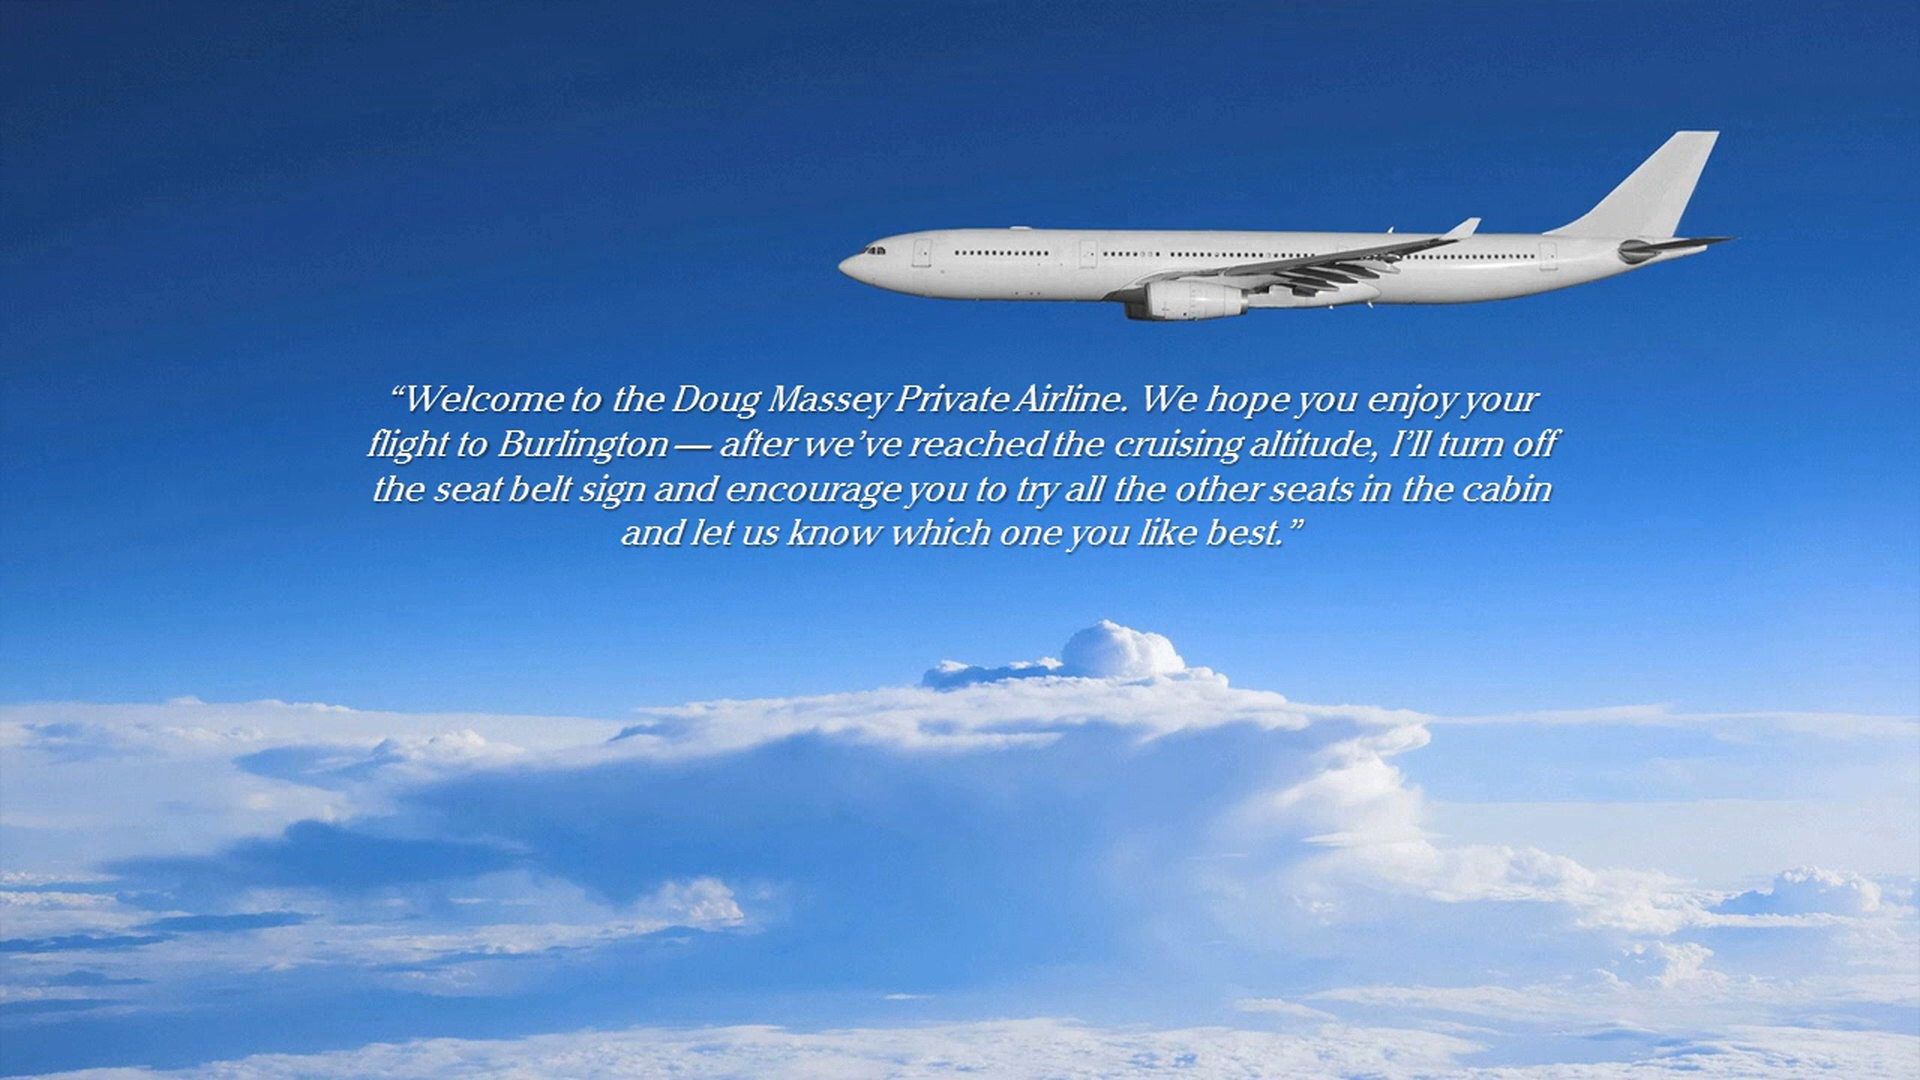 “Welcome to the Doug Massey Private Airline. We hope you enjoy your
flight to Burlington — after we’ve reached the cruising altitude, I’ll turn off
the seat belt sign and encourage you to try all the other seats in the cabin
and let us know which one you like best.”